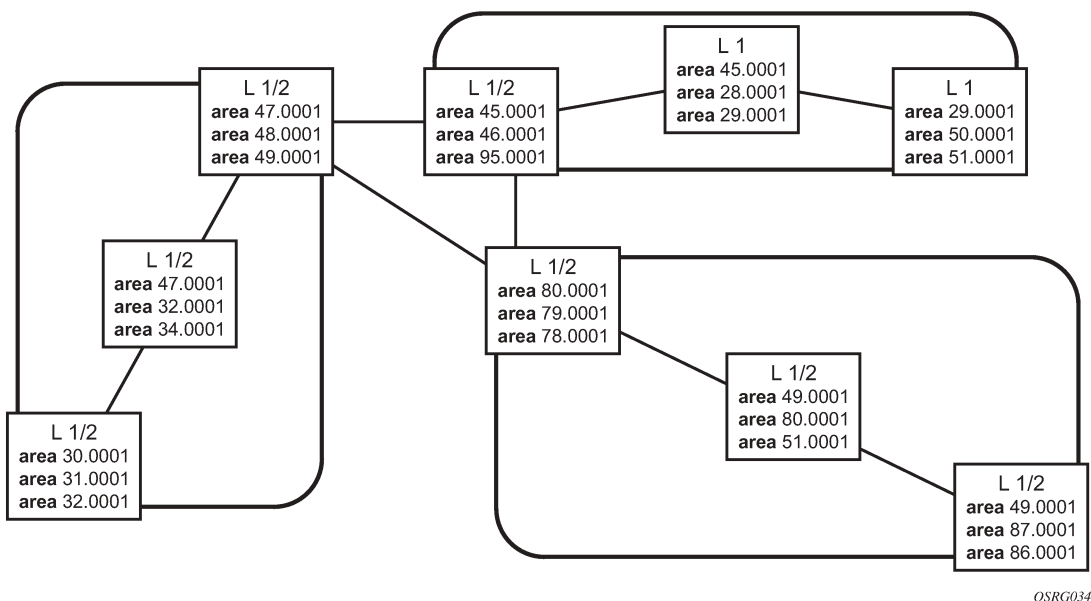 L 1
area 45.0001
area 28.0001
area 29.0001
L 1/2
area 47.0001
area 48.0001
area 49.0001
L 1/2
area 45.0001
area 46.0001
area 95.0001
L 1
area 29.0001
area 50.0001
area 51.0001
L 1/2
area 47.0001
area 32.0001
area 34.0001
L 1/2
area 80.0001
area 79.0001
area 78.0001
L 1/2
area 49.0001
area 80.0001
area 51.0001
L 1/2
area 30.0001
area 31.0001
area 32.0001
L 1/2
area 49.0001
area 87.0001
area 86.0001
OSRG034